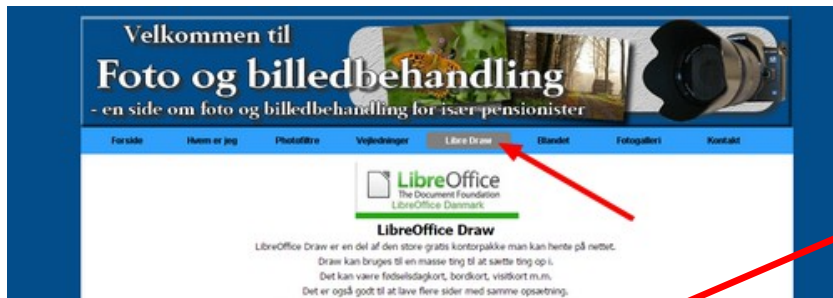 Velkommen til
Foto og billedbehandling
- en side om foto og billedbehandling for især pensionister
Forside Hvem er jeg Photofiltre Vejledninger Libre Draw Blandet Fotogalleri Kontakt
LibreOffice
The Document Foundation
LibreOffice Danmark
LibreOffice Draw
LibreOffice Draw er en del af den store gratis kontorpakke man kan hente på nettet.
Draw kan bruges til en masse ting til at sætte ting op i.
Det kan være fødselsdagkort, bordkort, visitkort m.m.
Det er også godt til at lave flere sider med samme opsætning.